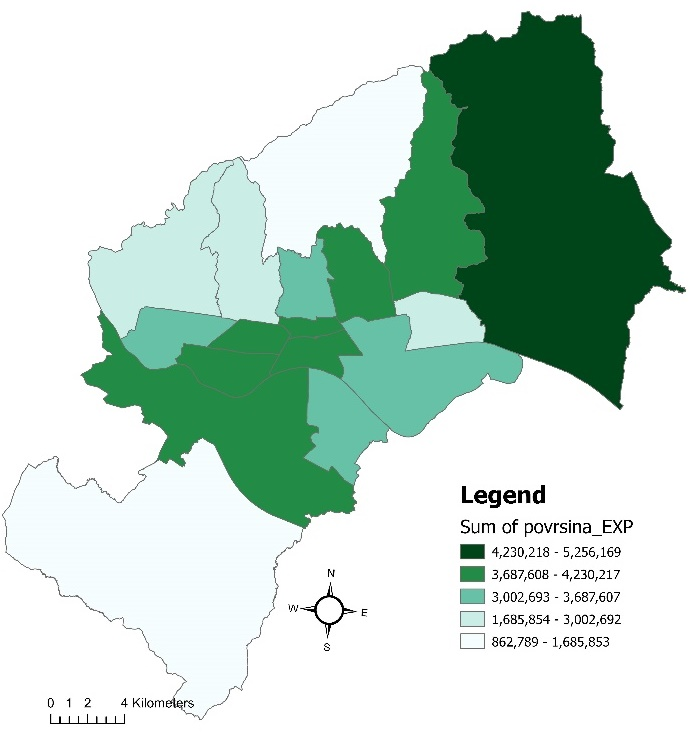 Legend
Sum of povrsina_EXP
4,230,218 - 5,256,169
3,687,608 - 4,230,217
3,002,693 - 3,687,607
1,685,854 - 3,002,692
862,789 - 1,685,853
N
W E
S
0 1 2 4 Kilometers